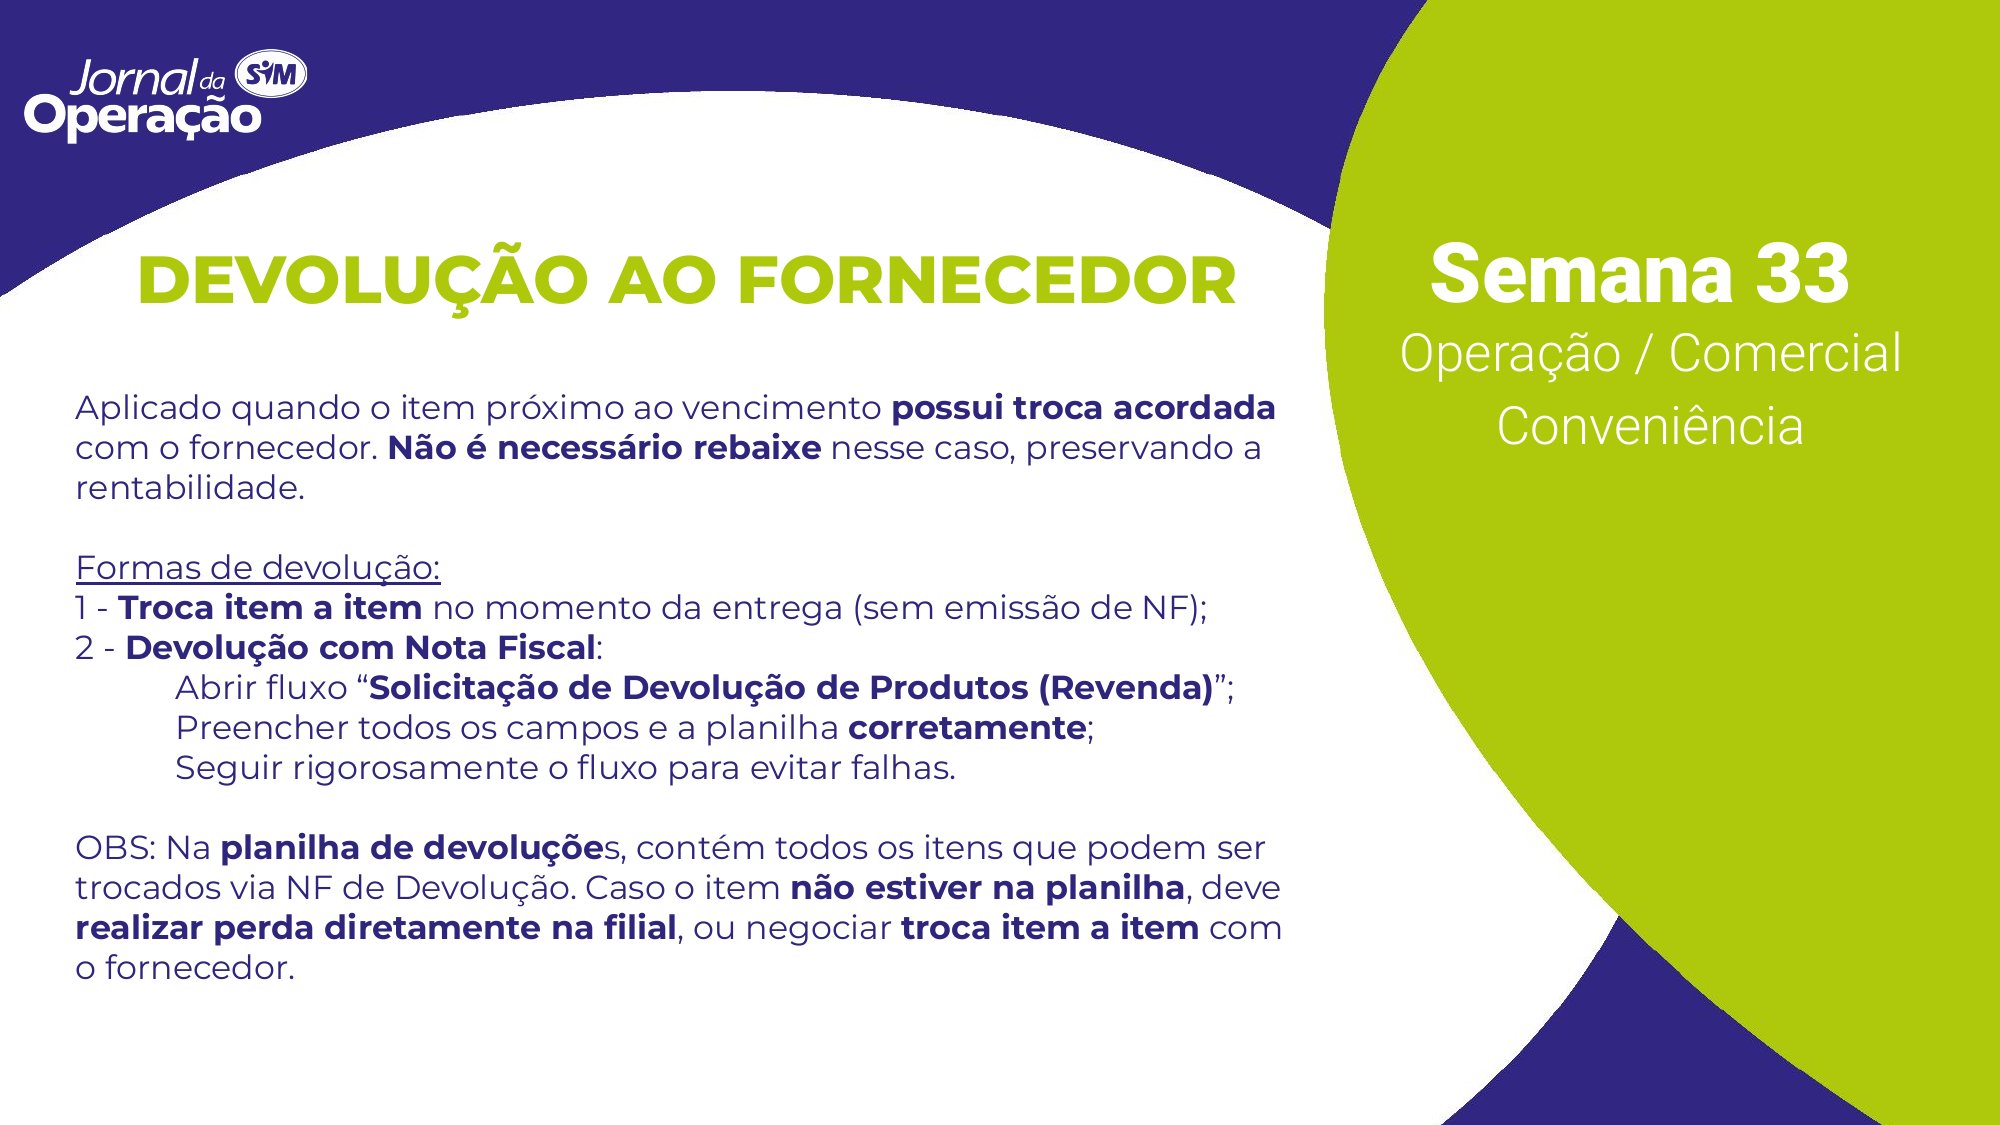 Jornal da SIM
Operação
DEVOLUÇÃO AO FORNECEDOR
Aplicado quando o item próximo ao vencimento possui troca acordada
com o fornecedor. Não é necessário rebaixe nesse caso, preservando a
rentabilidade.
Formas de devolução:
1 - Troca item a item no momento da entrega (sem emissão de NF);
2 - Devolução com Nota Fiscal:
Abrir fluxo “Solicitação de Devolução de Produtos (Revenda)”;
Preencher todos os campos e a planilha corretamente;
Seguir rigorosamente o fluxo para evitar falhas.
OBS: Na planilha de devoluções, contém todos os itens que podem ser
trocados via NF de Devolução. Caso o item não estiver na planilha, deve
realizar perda diretamente na filial, ou negociar troca item a item com
o fornecedor.
Semana 33
Operação / Comercial
Conveniência